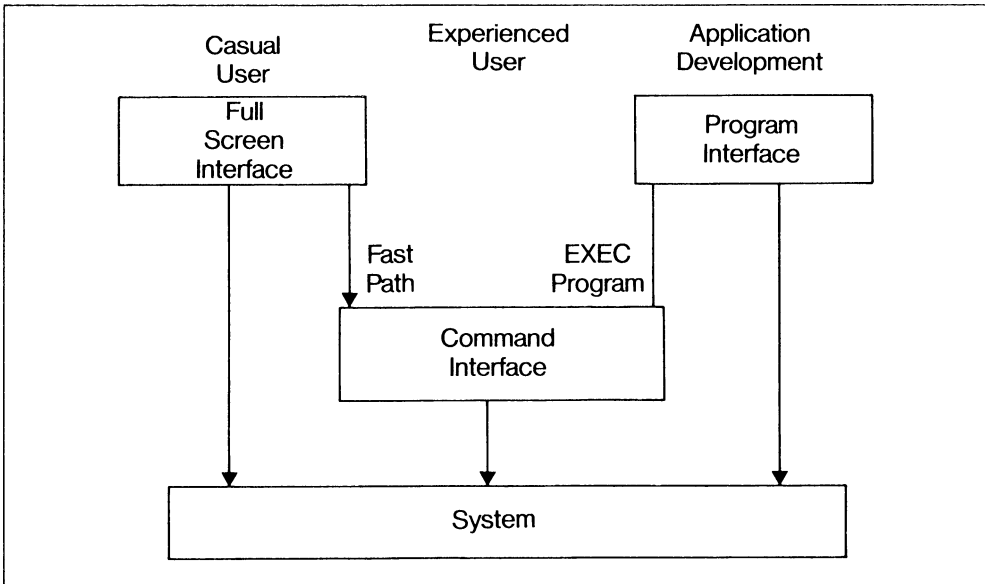 Casual
User
Experienced
User
Application
Development
Full
Screen
Interface
Program
Interface
Fast
Path
EXEC
Program
Command
Interface
System